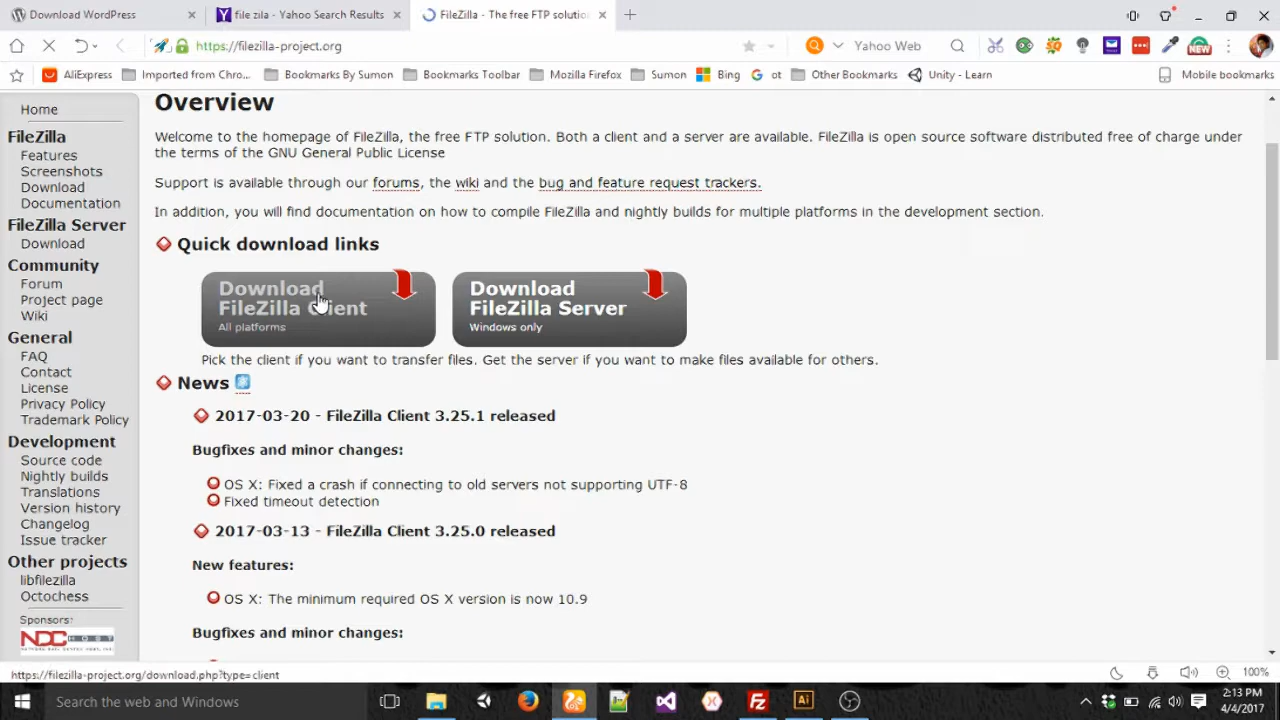 Download WordPress
file zila - Yahoo Search Results
FileZilla - The free FTP solutio
https://filezilla-project.org
Yahoo Web
NEW
AliExpress
Imported from Chro...
Bookmarks By Sumon
Bookmarks Toolbar
Mozilla Firefox
Sumon
Bing
ot
Other Bookmarks
Unity - Learn
Mobile bookmarks
Home
FileZilla
Features
Screenshots
Download
Documentation
FileZilla Server
Download
Community
Forum
Project page
Wiki
General
FAQ
Contact
License
Privacy Policy
Trademark Policy
Development
Source code
Nightly builds
Translations
Version history
Changelog
Issue tracker
Other projects
libfilezilla
Octochess
Sponsors:
NDC HOST
Overview
Welcome to the homepage of FileZilla, the free FTP solution. Both a client and a server are available. FileZilla is open source software distributed free of charge under
the terms of the GNU General Public License
Support is available through our forums, the wiki and the bug and feature request trackers.
In addition, you will find documentation on how to compile FileZilla and nightly builds for multiple platforms in the development section.
Quick download links
Download
FileZilla Client
All platforms
Download
FileZilla Server
Windows only
Pick the client if you want to transfer files. Get the server if you want to make files available for others.
News
2017-03-20 - FileZilla Client 3.25.1 released
Bugfixes and minor changes:
OS X: Fixed a crash if connecting to old servers not supporting UTF-8
Fixed timeout detection
2017-03-13 - FileZilla Client 3.25.0 released
New features:
OS X: The minimum required OS X version is now 10.9
Bugfixes and minor changes:
https://filezilla-project.org/download.php?type=client
100%
Search the web and Windows
Fz
Ai
2:13 PM
4/4/2017